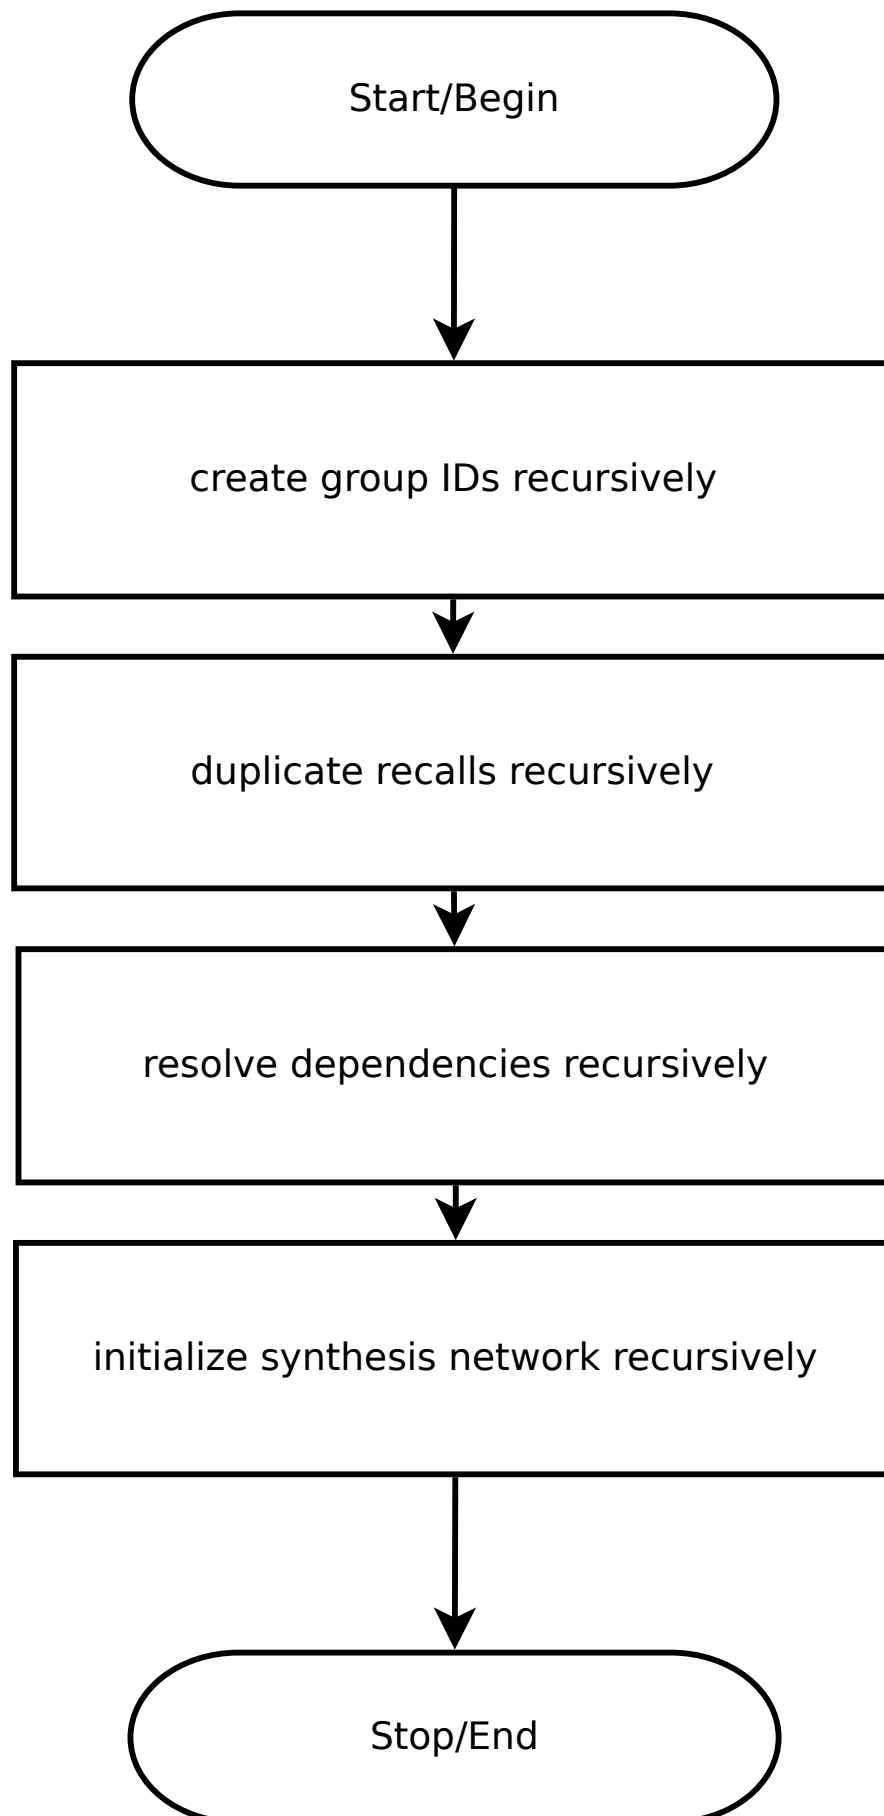 Start/Begin
create group IDs recursively
duplicate recalls recursively
resolve dependencies recursively
initialize synthesis network recursively
Stop/End